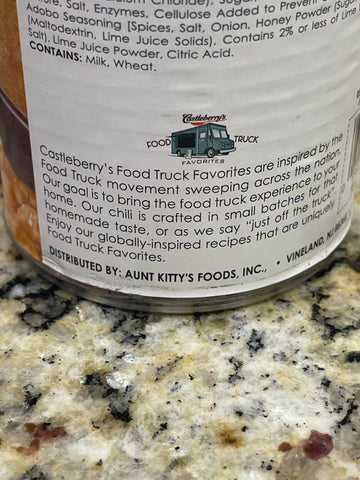 Salt, Enzymes, Cellulose Added to Prevent
Adobo Seasoning [Spices, Salt, Onion, Honey Powder (Sugar,
(Maltodextrin, Lime Juice Solids), Contains 2% or less of Lime
Salt), Lime Juice Powder, Citric Acid.
CONTAINS: Milk, Wheat.
Castleberry's
FOOD TRUCK
FAVORITES
Castleberry's Food Truck Favorites are inspired by the
Food Truck movement sweeping across the nation.
Our goal is to bring the food truck experience to your
home. Our chili is crafted in small batches for that
homemade taste, or as we say "just off the truck".
Enjoy our globally-inspired recipes that are uniquely
Food Truck Favorites.
DISTRIBUTED BY: AUNT KITTY'S FOODS, INC., • VINELAND, NJ